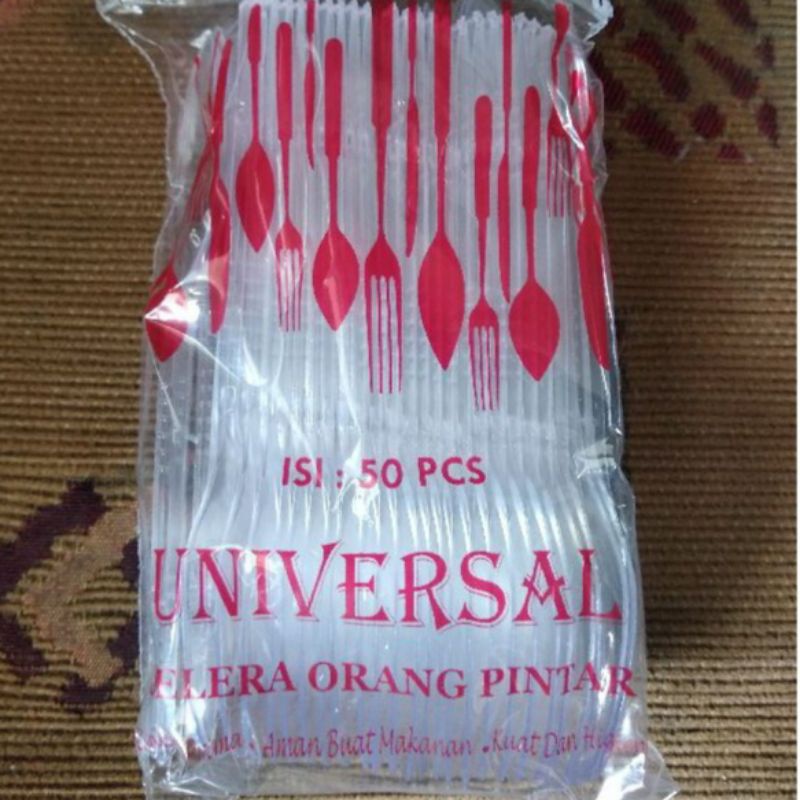 ISI : 50 PCS
UNIVERSAL
ELERA ORANG PINTAR
• Aman Buat Makanan • Kuat Dan